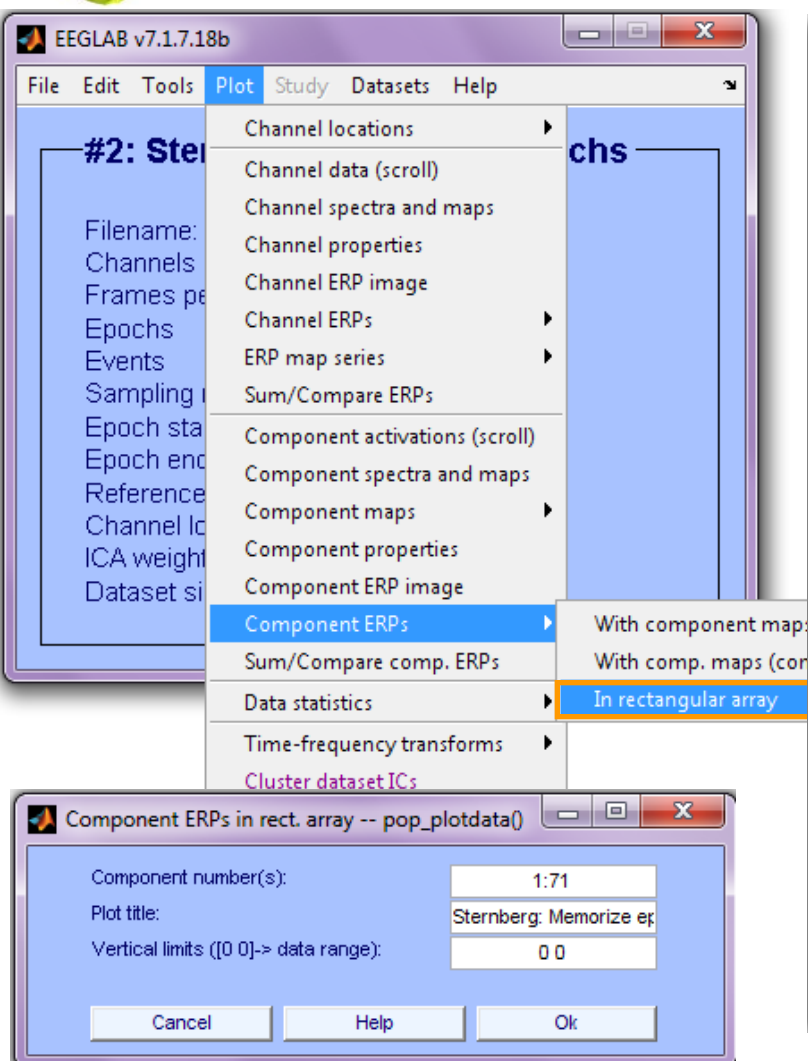 EEGLAB v7.1.7.18b
File Edit Tools Plot Study Datasets Help
#2: Ster chs
Channel locations
Channel data (scroll)
Channel spectra and maps
Filename:
Channel properties
Channels
Channel ERP image
Frames pe
Channel ERPs
Epochs
ERP map series
Events
Sum/Compare ERPs
Sampling r
Component activations (scroll)
Epoch sta
Component spectra and maps
Epoch end
Component maps
Reference
Channel lo
Component properties
ICA weight
Component ERP image
Dataset si
Component ERPs
With component maps
Sum/Compare comp. ERPs
With comp. maps (cor
Data statistics
In rectangular array
Time-frequency transforms
Cluster dataset ICs
Component ERPs in rect. array -- pop_plotdata()
Component number(s): 1:71
Plot title: Sternberg: Memorize ep
Vertical limits ([0 0]-> data range): 0 0
Cancel Help Ok